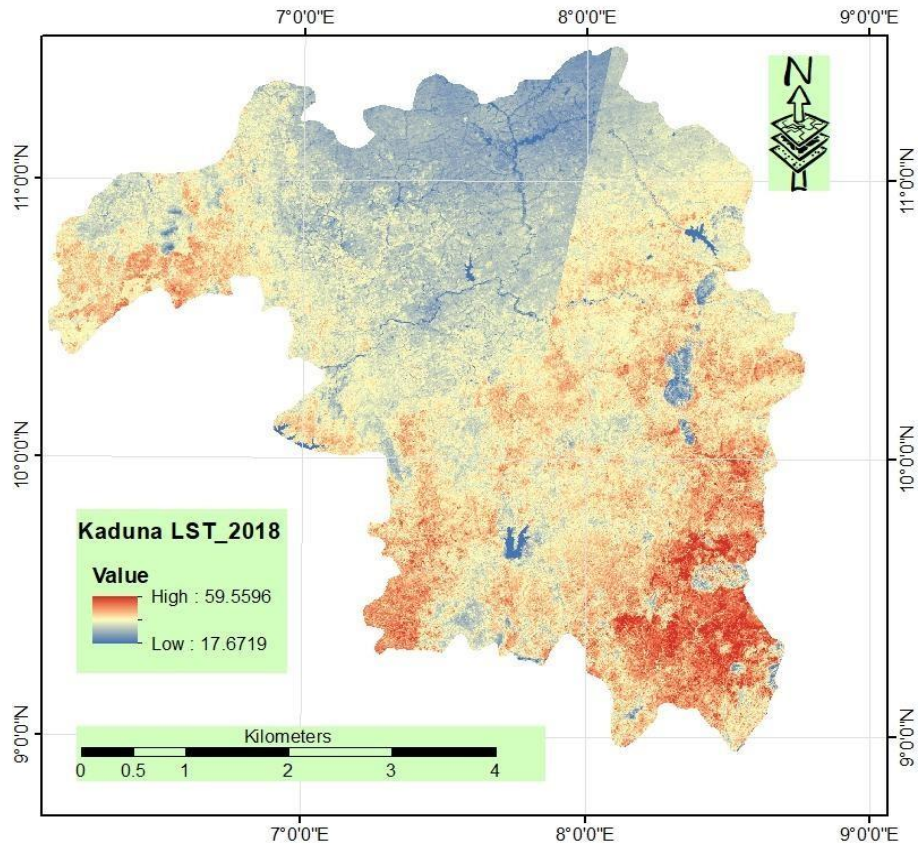 7°0'0"E 8°0'0"E 9°0'0"E
N
11°0'0"N 11°0'0"N
10°0'0"N 10°0'0"N
Kaduna LST_2018
Value
High : 59.5596
Low : 17.6719
9°0'0"N 9°0'0"N
Kilometers
0 0.5 1 2 3 4
7°0'0"E 8°0'0"E 9°0'0"E